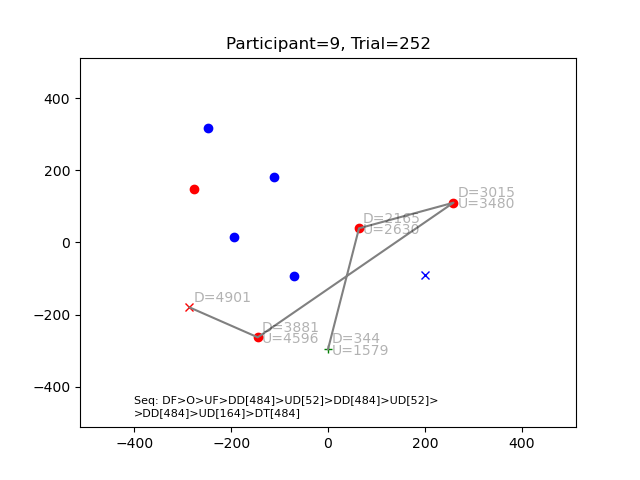 Participant=9, Trial=252
400
200
0
−200
−400
D=3015
U=3480
D=2165
U=2630
D=4901
D=3881
U=4596
D=344
U=1579
Seq: DF>O>UF>DD[484]>UD[52]>DD[484]>UD[52]>
>DD[484]>UD[164]>DT[484]
−400 −200 0 200 400